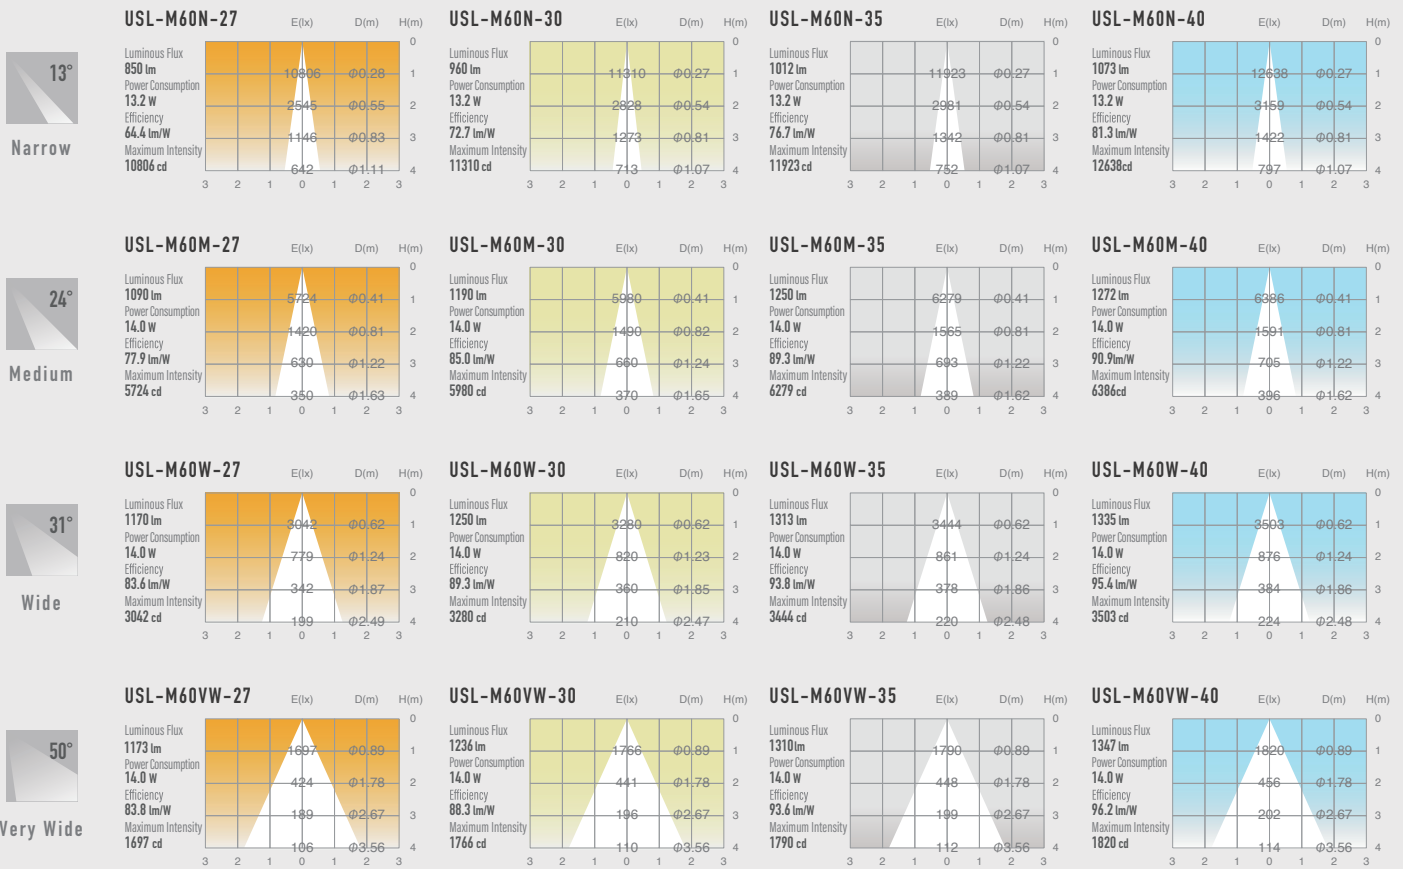 USL-M60N-27 E(lx) D(m) H(m)
Luminous Flux
850 lm
Power Consumption
13.2 W
Efficiency
64.4 lm/W
Maximum Intensity
10806 cd
0
10806 Φ0.28 1
2545 Φ0.55 2
1146 Φ0.83 3
642 Φ1.11 4
3 2 1 0 1 2 3
USL-M60N-30 E(lx) D(m) H(m)
Luminous Flux
960 lm
Power Consumption
13.2 W
Efficiency
72.7 lm/W
Maximum Intensity
11310 cd
0
11310 Φ0.27 1
2828 Φ0.54 2
1273 Φ0.81 3
713 Φ1.07 4
3 2 1 0 1 2 3
USL-M60N-35 E(lx) D(m) H(m)
Luminous Flux
1012 lm
Power Consumption
13.2 W
Efficiency
76.7 lm/W
Maximum Intensity
11923 cd
0
11923 Φ0.27 1
2981 Φ0.54 2
1342 Φ0.81 3
752 Φ1.07 4
3 2 1 0 1 2 3
USL-M60N-40 E(lx) D(m) H(m)
Luminous Flux
1073 lm
Power Consumption
13.2 W
Efficiency
81.3 lm/W
Maximum Intensity
12638cd
0
12638 Φ0.27 1
3159 Φ0.54 2
1422 Φ0.81 3
797 Φ1.07 4
3 2 1 0 1 2 3
13°
Narrow
USL-M60M-27 E(lx) D(m) H(m)
Luminous Flux
1090 lm
Power Consumption
14.0 W
Efficiency
77.9 lm/W
Maximum Intensity
5724 cd
0
5724 Φ0.41 1
1420 Φ0.81 2
630 Φ1.22 3
350 Φ1.63 4
3 2 1 0 1 2 3
USL-M60M-30 E(lx) D(m) H(m)
Luminous Flux
1190 lm
Power Consumption
14.0 W
Efficiency
85.0 lm/W
Maximum Intensity
5980 cd
0
5980 Φ0.41 1
1490 Φ0.82 2
660 Φ1.24 3
370 Φ1.65 4
3 2 1 0 1 2 3
USL-M60M-35 E(lx) D(m) H(m)
Luminous Flux
1250 lm
Power Consumption
14.0 W
Efficiency
89.3 lm/W
Maximum Intensity
6279 cd
0
6279 Φ0.41 1
1565 Φ0.81 2
693 Φ1.22 3
389 Φ1.62 4
3 2 1 0 1 2 3
USL-M60M-40 E(lx) D(m) H(m)
Luminous Flux
1272 lm
Power Consumption
14.0 W
Efficiency
90.9lm/W
Maximum Intensity
6386cd
0
6386 Φ0.41 1
1591 Φ0.81 2
705 Φ1.22 3
396 Φ1.62 4
3 2 1 0 1 2 3
24°
Medium
USL-M60W-27 E(lx) D(m) H(m)
Luminous Flux
1170 lm
Power Consumption
14.0 W
Efficiency
83.6 lm/W
Maximum Intensity
3042 cd
0
3042 Φ0.62 1
779 Φ1.24 2
342 Φ1.87 3
199 Φ2.49 4
3 2 1 0 1 2 3
USL-M60W-30 E(lx) D(m) H(m)
Luminous Flux
1250 lm
Power Consumption
14.0 W
Efficiency
89.3 lm/W
Maximum Intensity
3280 cd
0
3280 Φ0.62 1
820 Φ1.23 2
360 Φ1.85 3
210 Φ2.47 4
3 2 1 0 1 2 3
USL-M60W-35 E(lx) D(m) H(m)
Luminous Flux
1313 lm
Power Consumption
14.0 W
Efficiency
93.8 lm/W
Maximum Intensity
3444 cd
0
3444 Φ0.62 1
861 Φ1.24 2
378 Φ1.86 3
220 Φ2.48 4
3 2 1 0 1 2 3
USL-M60W-40 E(lx) D(m) H(m)
Luminous Flux
1335 lm
Power Consumption
14.0 W
Efficiency
95.4 lm/W
Maximum Intensity
3503 cd
0
3503 Φ0.62 1
876 Φ1.24 2
384 Φ1.86 3
224 Φ2.48 4
3 2 1 0 1 2 3
31°
Wide
USL-M60VW-27 E(lx) D(m) H(m)
Luminous Flux
1173 lm
Power Consumption
14.0 W
Efficiency
83.8 lm/W
Maximum Intensity
1697 cd
0
1697 Φ0.89 1
424 Φ1.78 2
189 Φ2.67 3
106 Φ3.56 4
3 2 1 0 1 2 3
USL-M60VW-30 E(lx) D(m) H(m)
Luminous Flux
1236 lm
Power Consumption
14.0 W
Efficiency
88.3 lm/W
Maximum Intensity
1766 cd
0
1766 Φ0.89 1
441 Φ1.78 2
196 Φ2.67 3
110 Φ3.56 4
3 2 1 0 1 2 3
USL-M60VW-35 E(lx) D(m) H(m)
Luminous Flux
1310lm
Power Consumption
14.0 W
Efficiency
93.6 lm/W
Maximum Intensity
1790 cd
0
1790 Φ0.89 1
448 Φ1.78 2
199 Φ2.67 3
112 Φ3.56 4
3 2 1 0 1 2 3
USL-M60VW-40 E(lx) D(m) H(m)
Luminous Flux
1347 lm
Power Consumption
14.0 W
Efficiency
96.2 lm/W
Maximum Intensity
1820 cd
0
1820 Φ0.89 1
456 Φ1.78 2
202 Φ2.67 3
114 Φ3.56 4
3 2 1 0 1 2 3
50°
Very Wide